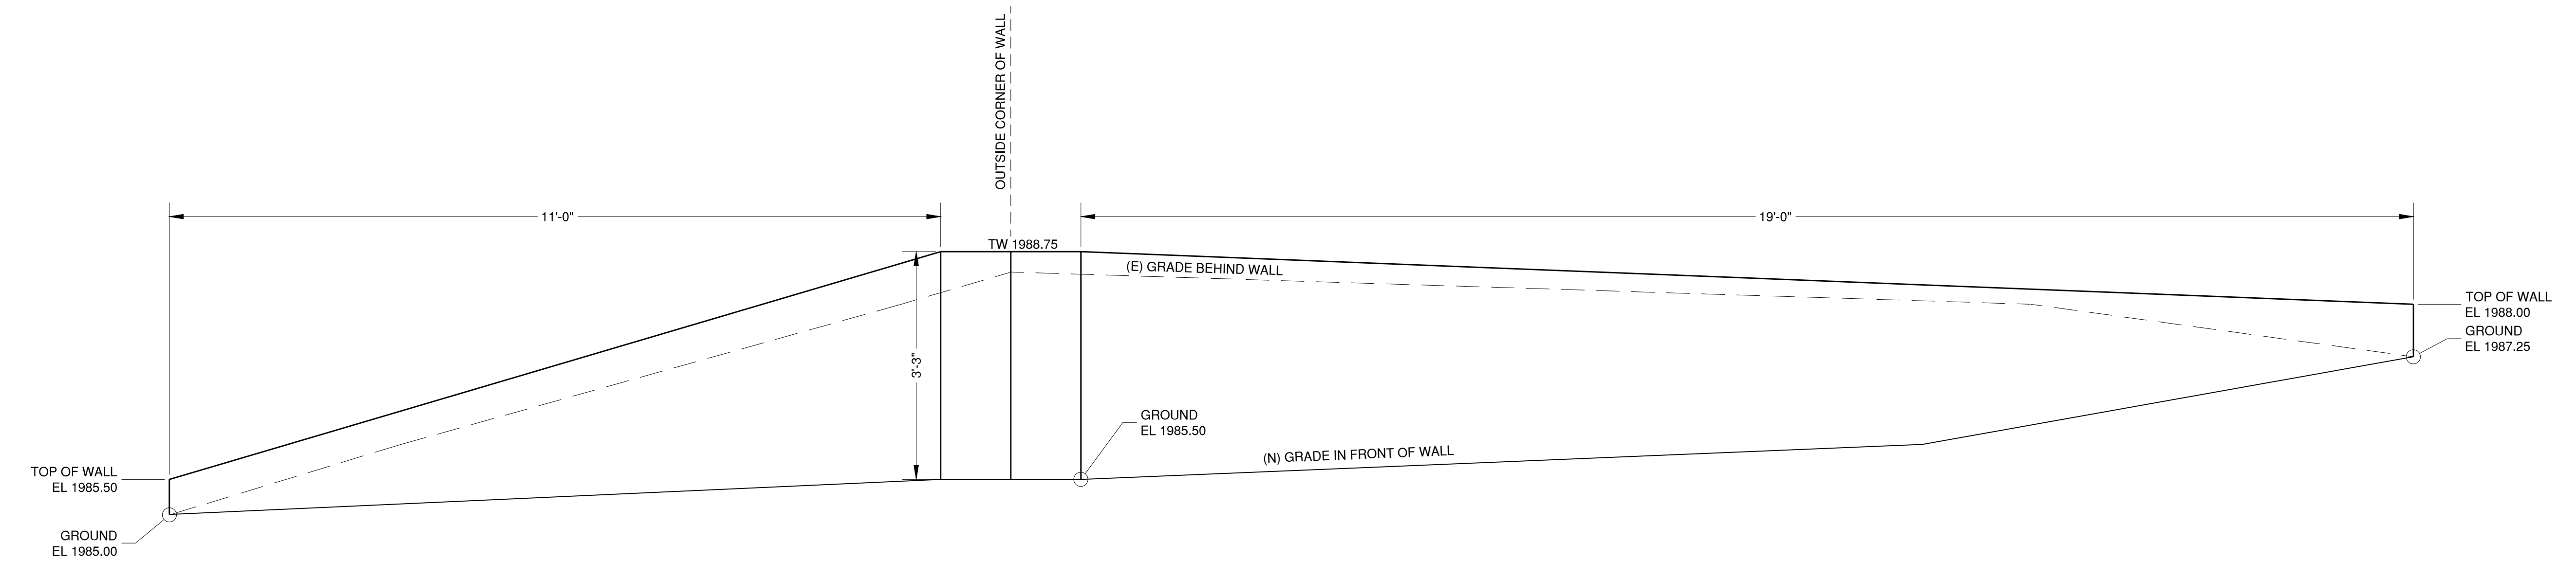 OUTSIDE CORNER OF WALL
11'-0"
19'-0"
TW 1988.75
(E) GRADE BEHIND WALL
TOP OF WALL
EL 1988.00
GROUND
EL 1987.25
3'-3"
GROUND
EL 1985.50
(N) GRADE IN FRONT OF WALL
TOP OF WALL
EL 1985.50
GROUND
EL 1985.00